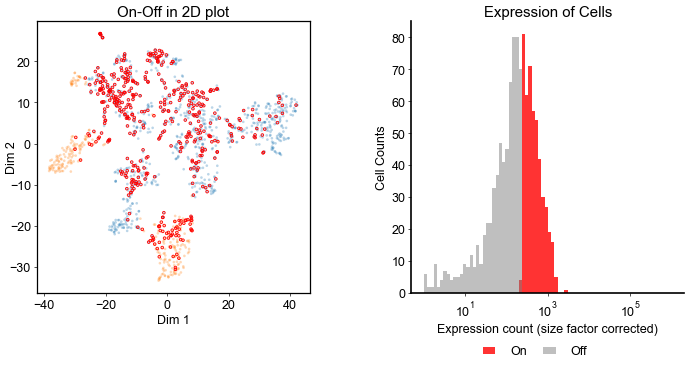 On-Off in 2D plot
20
10
0
−10
−20
−30
Dim 2
−40
−20
0
20
40
Dim 1
Expression of Cells
80
70
60
50
40
30
20
10
0
Cell Counts
10^1
10^3
10^5
Expression count (size factor corrected)
On
Off